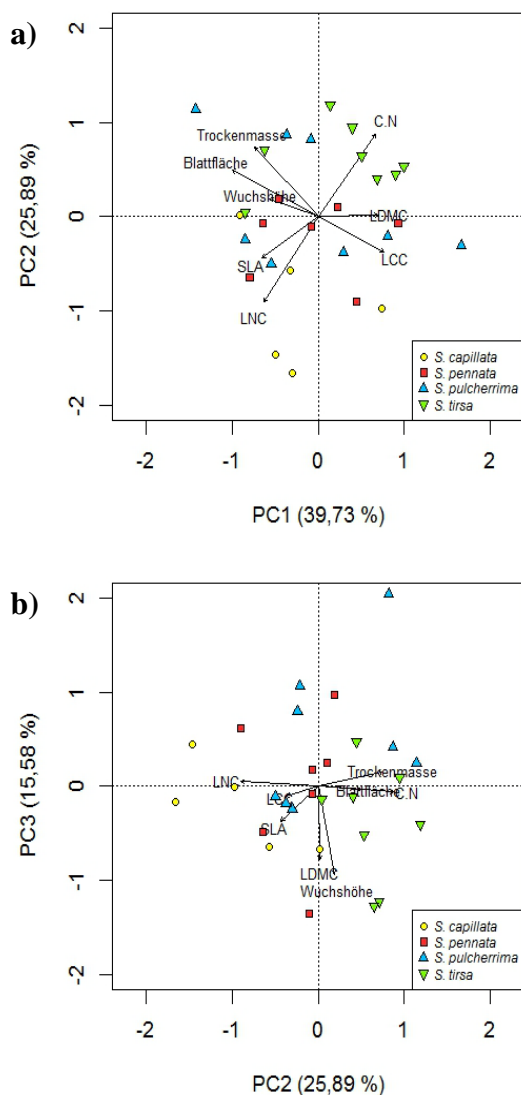 a)
2
1
0
-1
-2
PC2 (25,89 %)
Trockenmasse
C.N
Blattfläche
Wuchshöhe
LDMC
SLA
LCC
LNC
S. capillata
S. pennata
S. pulcherrima
S. tirsa
-2 -1 0 1 2
PC1 (39,73 %)
b)
2
1
0
-1
-2
PC3 (15,58 %)
Trockenmasse
LNC
Blattfläche
C.N
LCC
SLA
LDMC
Wuchshöhe
S. capillata
S. pennata
S. pulcherrima
S. tirsa
-2 -1 0 1 2
PC2 (25,89 %)